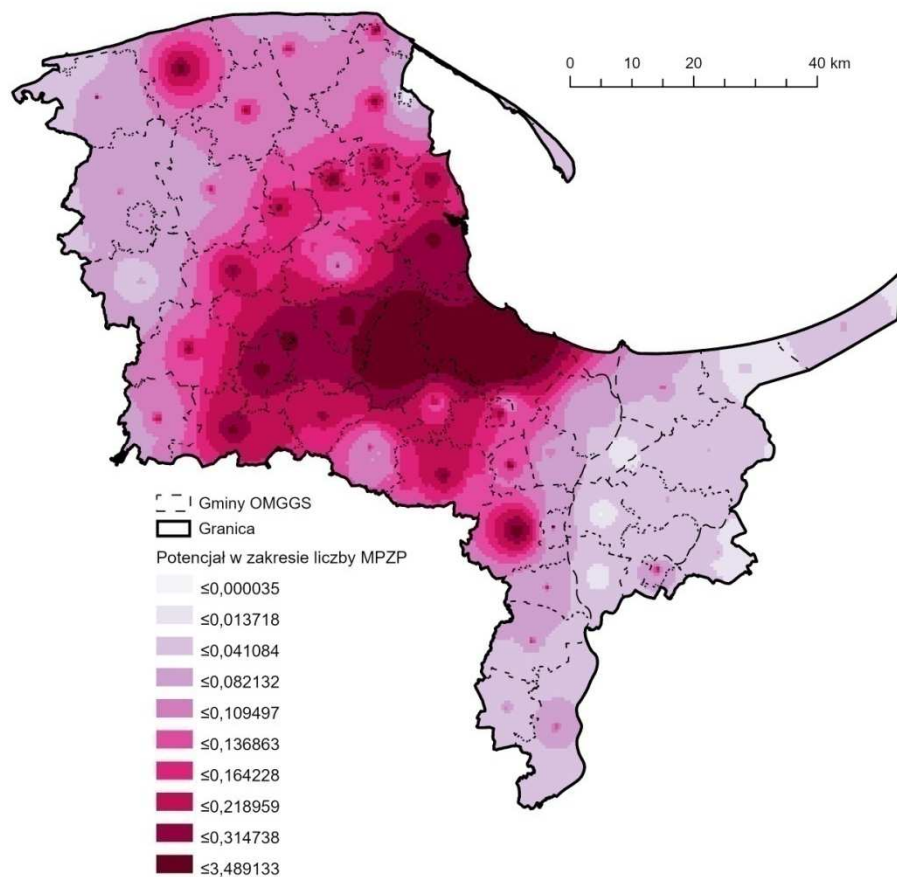 0 10 20 40 km
Gminy OMGGS
Granica
Potencjał w zakresie liczby MPZP
≤0,000035
≤0,013718
≤0,041084
≤0,082132
≤0,109497
≤0,136863
≤0,164228
≤0,218959
≤0,314738
≤3,489133